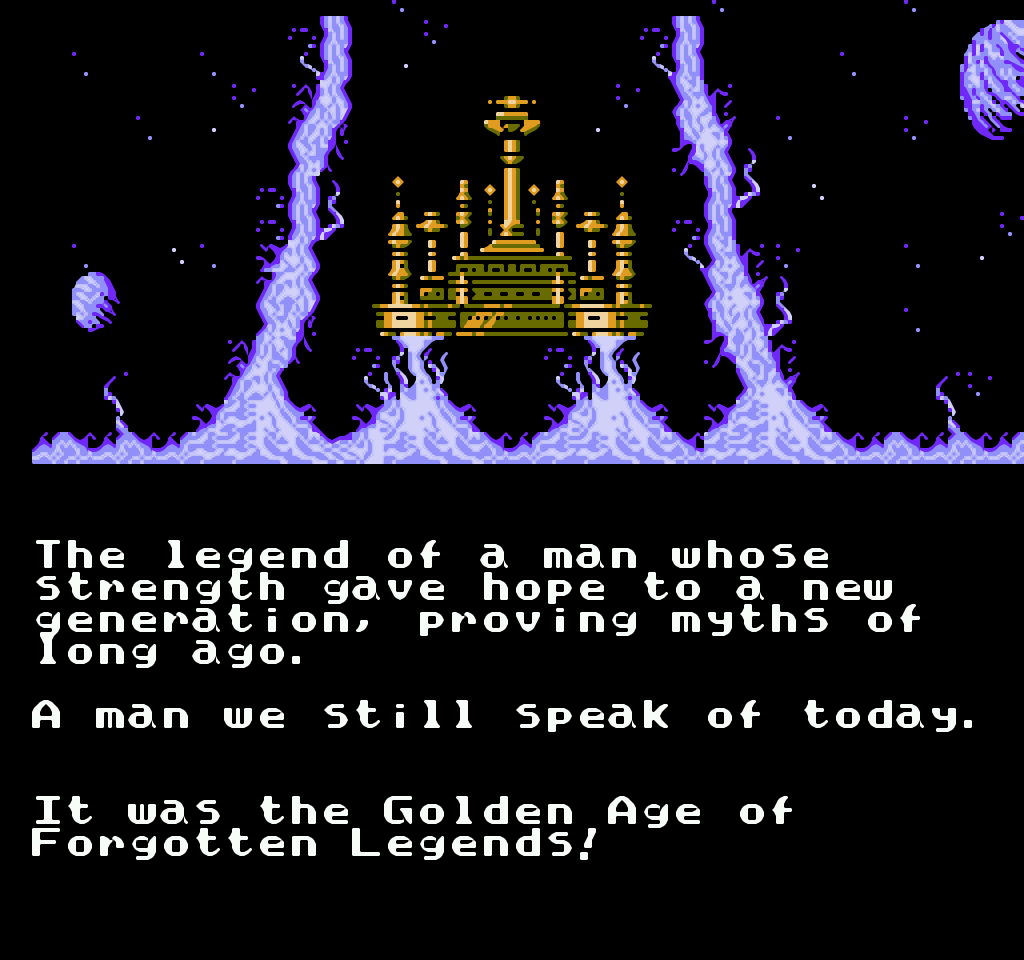 The legend of a man whose
strength gave hope to a new
generation, proving myths of
long ago.
A man we still speak of today.
It was the Golden Age of
Forgotten Legends!